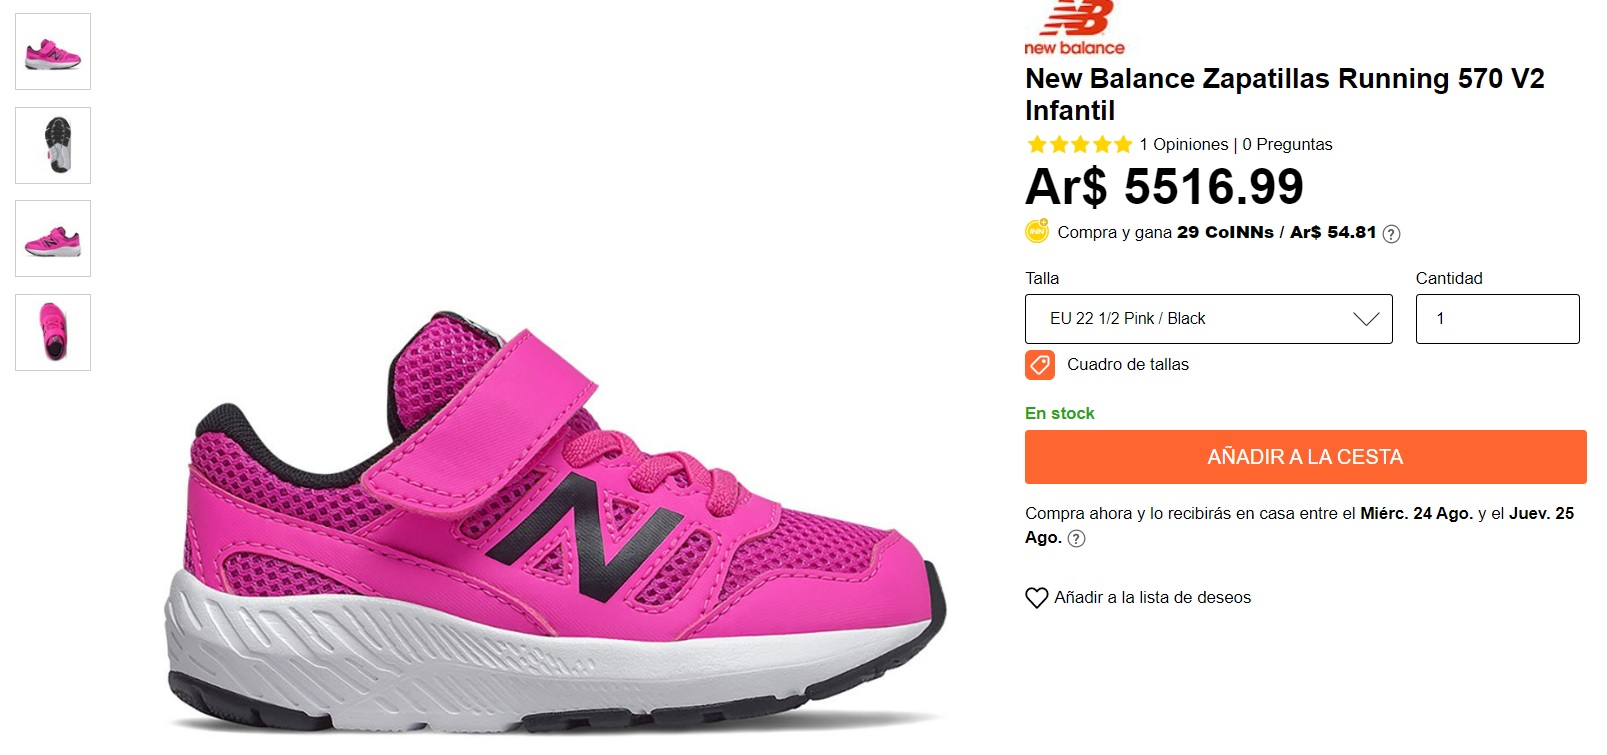 new balance
New Balance Zapatillas Running 570 V2
Infantil
1 Opiniones | 0 Preguntas
Ar$ 5516.99
INN Compra y gana 29 CoINNs / Ar$ 54.81 ?
Talla
Cantidad
EU 22 1/2 Pink / Black
1
Cuadro de tallas
En stock
AÑADIR A LA CESTA
Compra ahora y lo recibirás en casa entre el Miérc. 24 Ago. y el Juev. 25
Ago. ?
Añadir a la lista de deseos
N